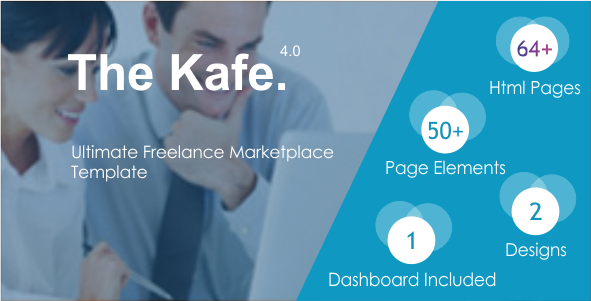 The Kafe.
4.0
Ultimate Freelance Marketplace
Template
64+
Html Pages
50+
Page Elements
2
Designs
1
Dashboard Included